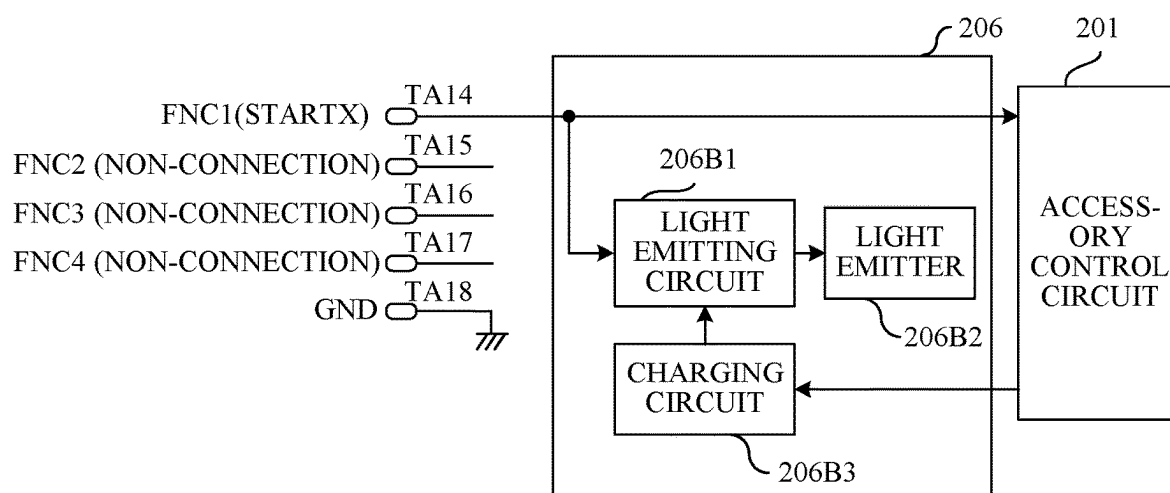 206
201
FNC1(STARTX)
TA14
FNC2 (NON-CONNECTION)
TA15
FNC3 (NON-CONNECTION)
TA16
FNC4 (NON-CONNECTION)
TA17
GND
TA18
206B1
LIGHT
EMITTING
CIRCUIT
LIGHT
EMITTER
206B2
CHARGING
CIRCUIT
206B3
ACCESS-
ORY
CONTROL
CIRCUIT